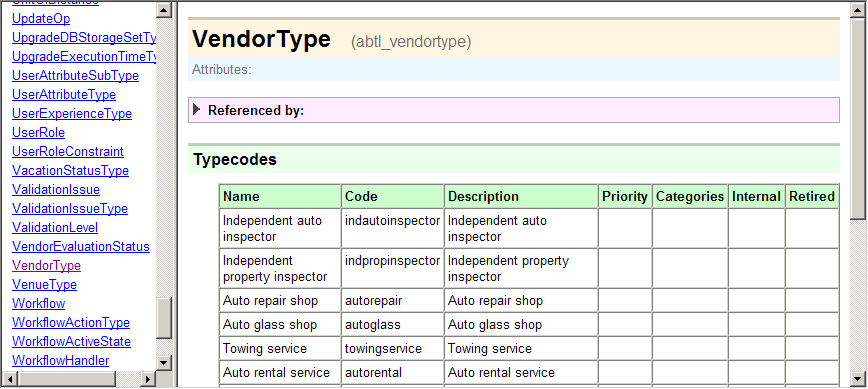 UpdateOp
UpgradeDBStorageSetTy
UpgradeExecutionTimeTy
UserAttributeSubType
UserAttributeType
UserExperienceType
UserRole
UserRoleConstraint
VacationStatusType
ValidationIssue
ValidationIssueType
ValidationLevel
VendorEvaluationStatus
VendorType
VenueType
Workflow
WorkflowActionType
WorkflowActiveState
WorkflowHandler
VendorType (abtl_vendortype)
Attributes:
Referenced by:
Typecodes
Name Code Description Priority Categories Internal Retired
Independent auto inspector indautoinspector Independent auto inspector
Independent property inspector indpropinspector Independent property inspector
Auto repair shop autorepair Auto repair shop
Auto glass shop autoglass Auto glass shop
Towing service towingservice Towing service
Auto rental service autorental Auto rental service